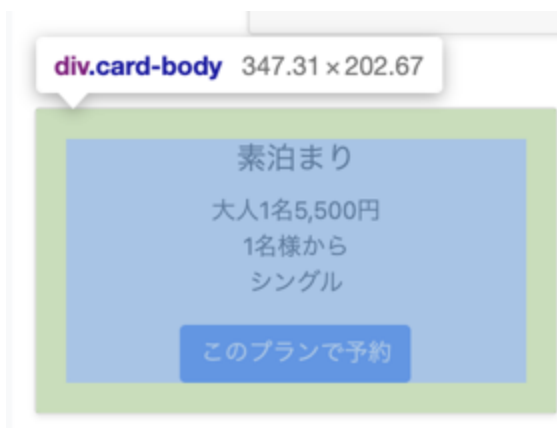 div.card-body 347.31 × 202.67
素泊まり
大人1名5,500円
1名様から
シングル
このプランで予約